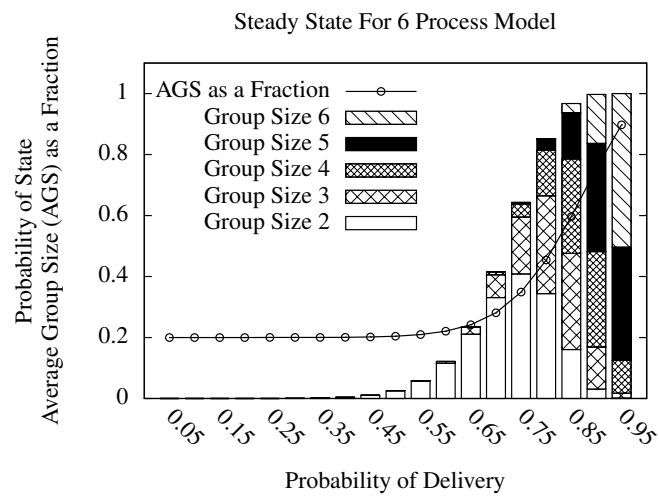 Steady State For 6 Process Model
Probability of State
Average Group Size (AGS) as a Fraction
1
0.8
0.6
0.4
0.2
0
AGS as a Fraction
Group Size 6
Group Size 5
Group Size 4
Group Size 3
Group Size 2
0.05
0.15
0.25
0.35
0.45
0.55
0.65
0.75
0.85
0.95
Probability of Delivery